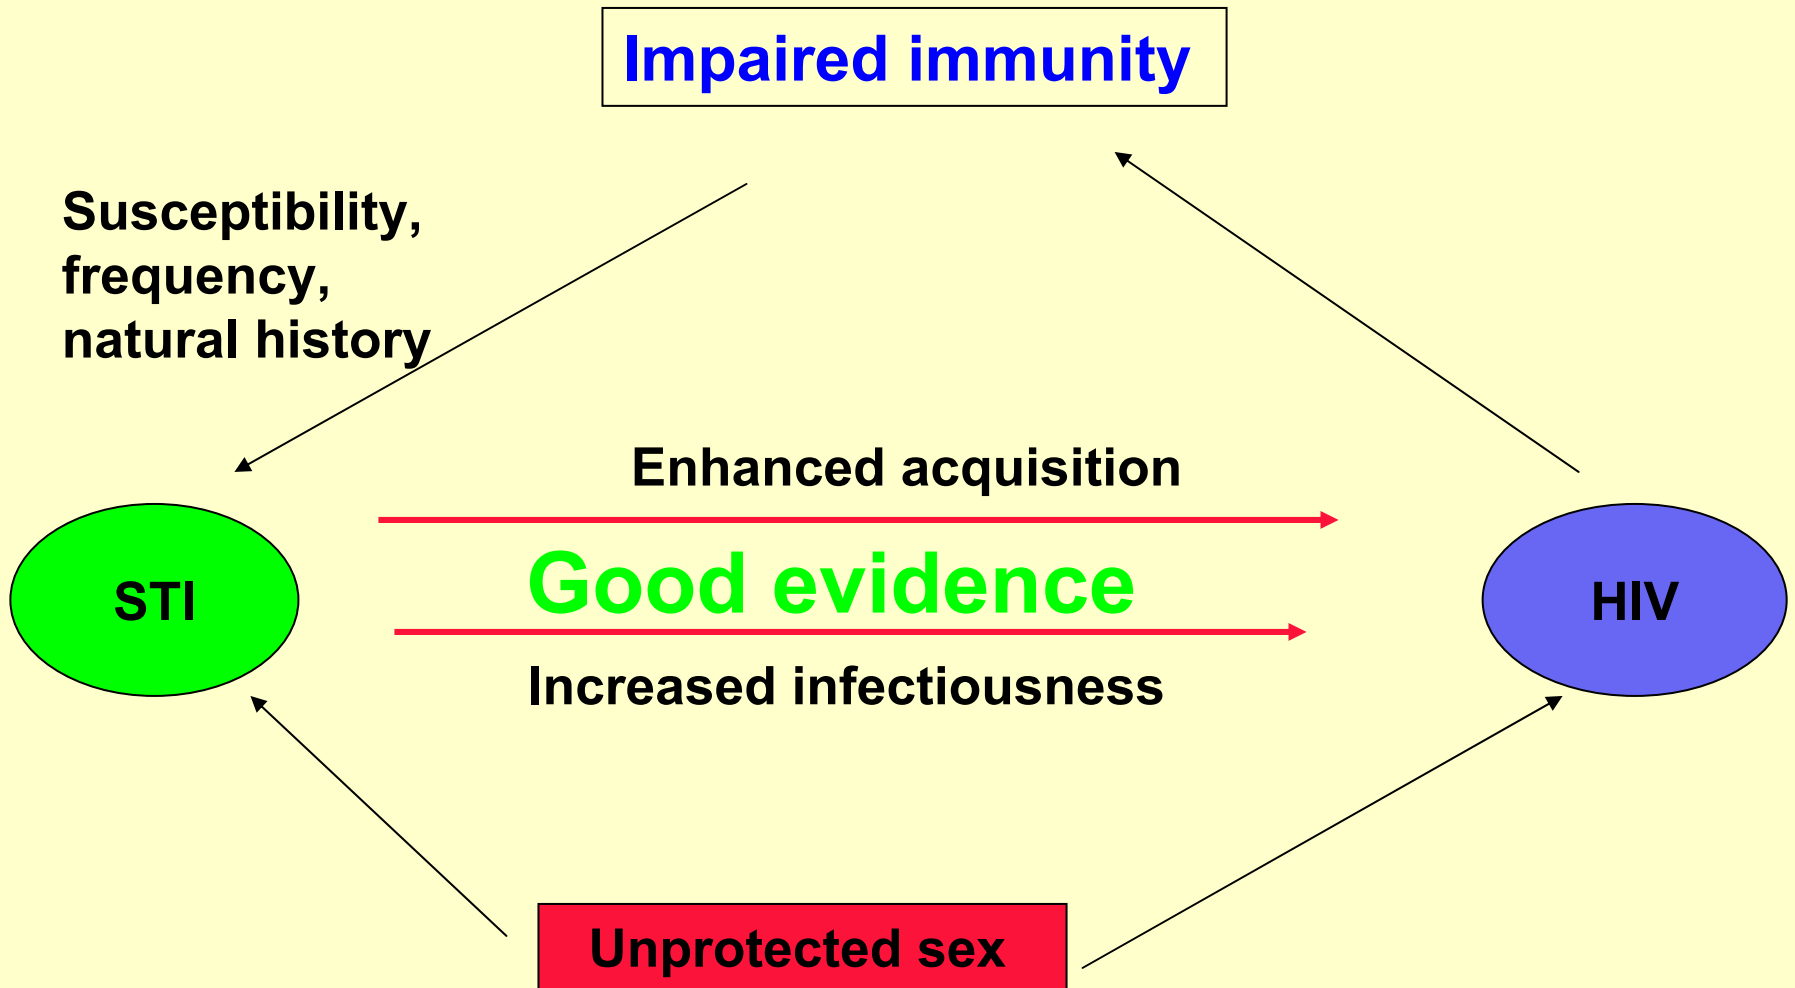 Impaired immunity
Susceptibility,
frequency,
natural history
Enhanced acquisition
Good evidence
STI
HIV
Increased infectiousness
Unprotected sex